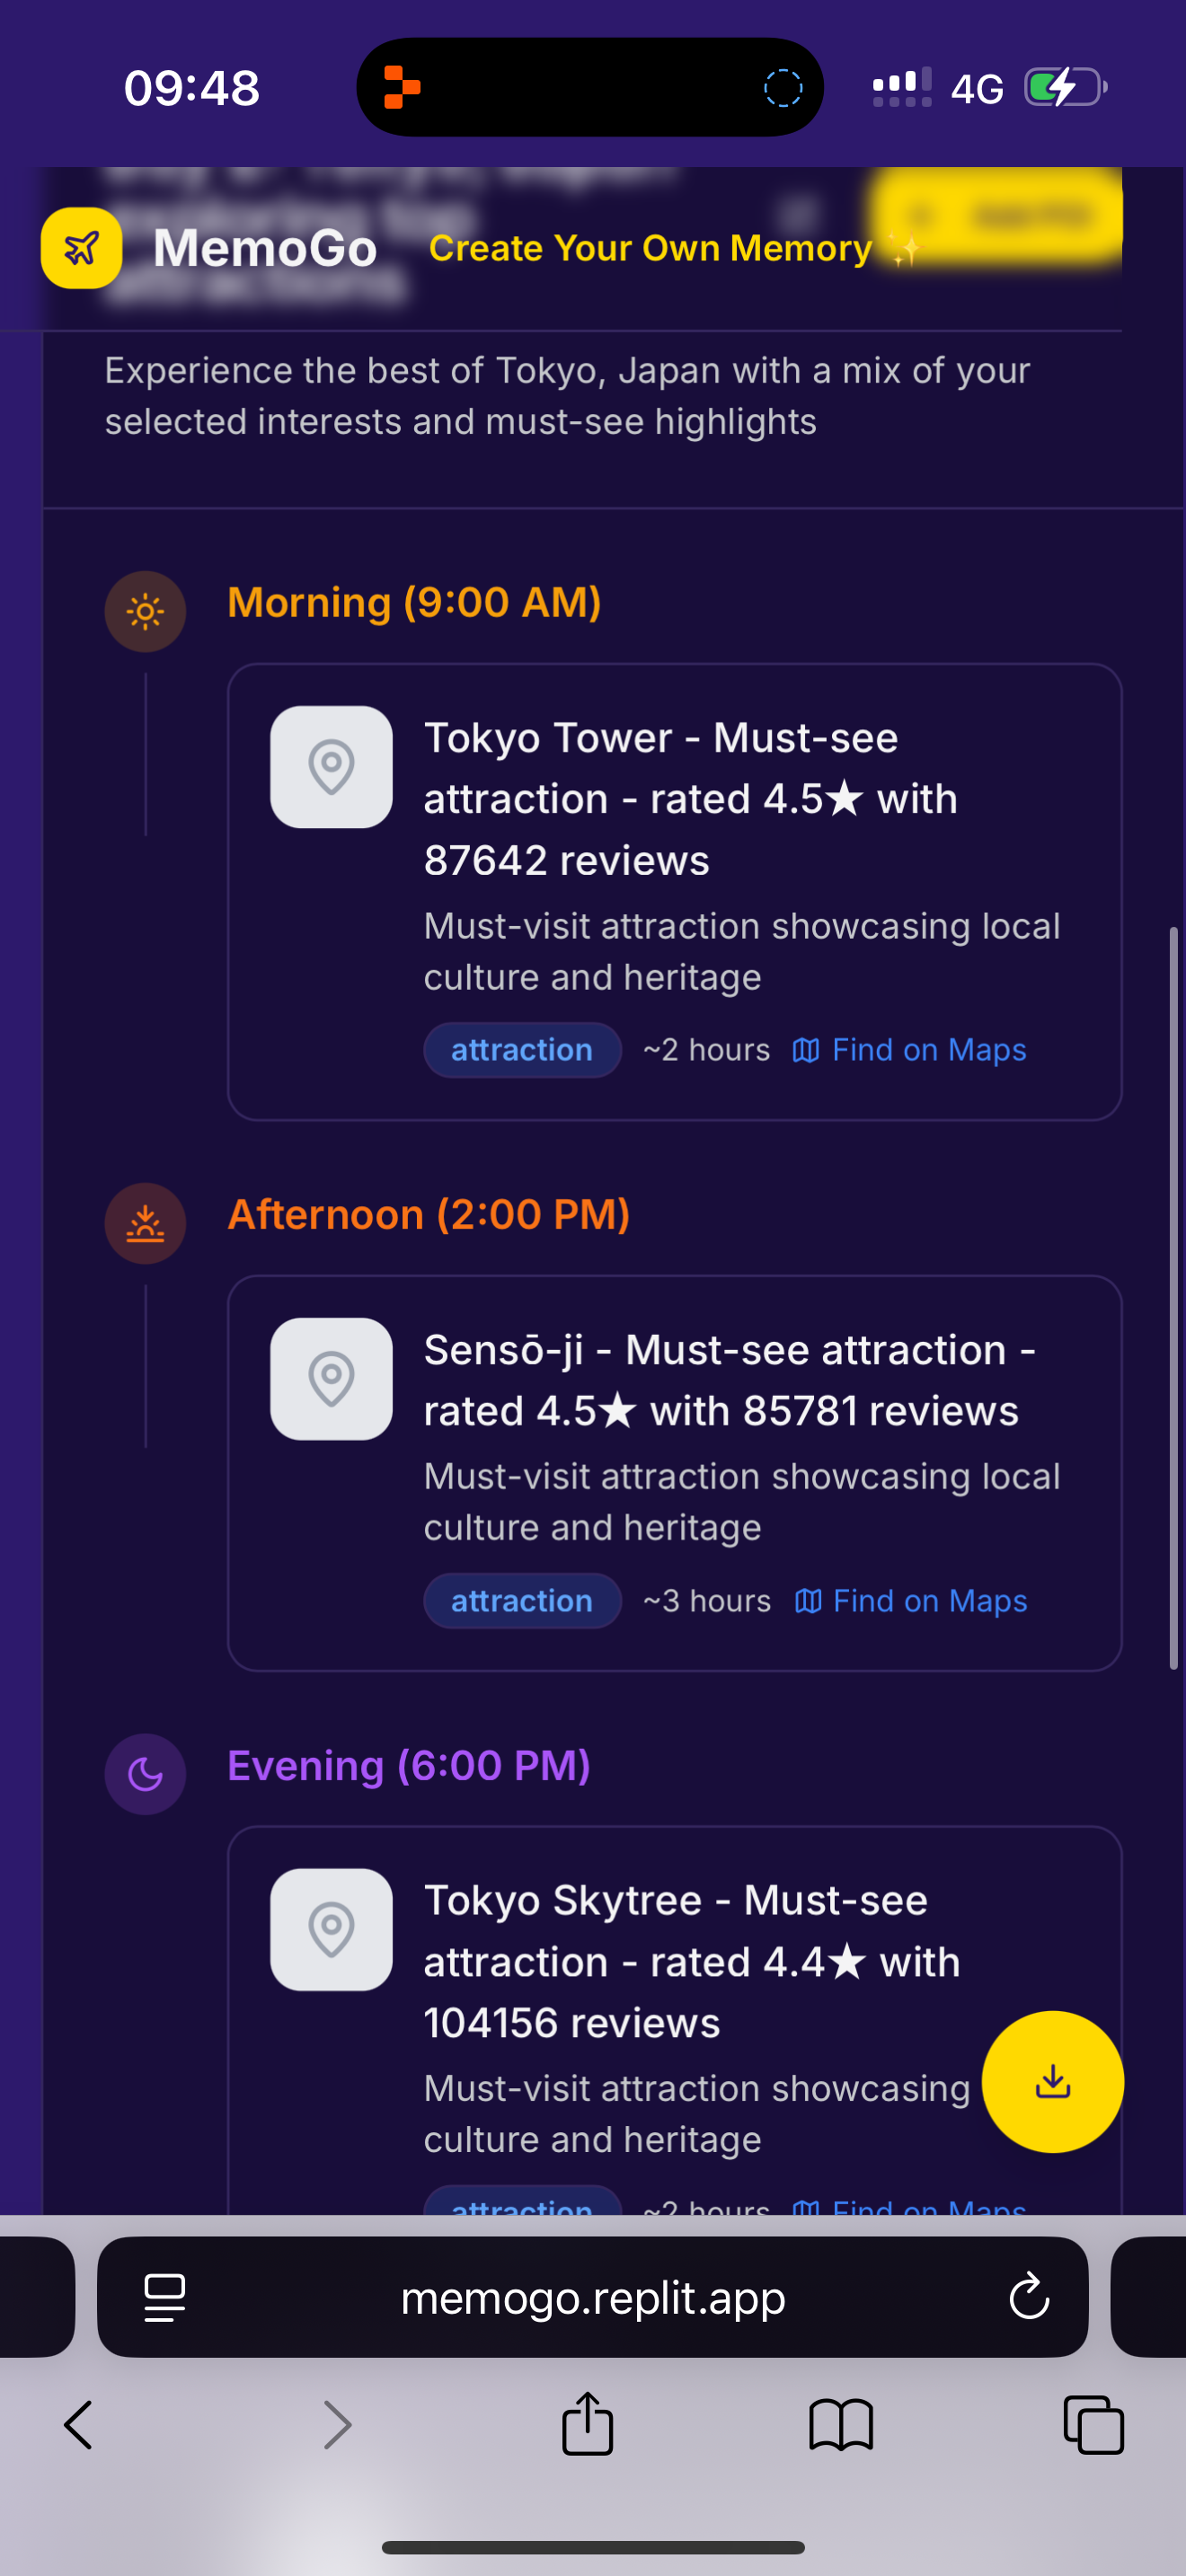 09:48
4G
MemoGo
Create Your Own Memory ✨
exploring top
attractions
Experience the best of Tokyo, Japan with a mix of your
selected interests and must-see highlights
Morning (9:00 AM)
Tokyo Tower - Must-see
attraction - rated 4.5★ with
87642 reviews
Must-visit attraction showcasing local
culture and heritage
attraction
~2 hours
Find on Maps
Afternoon (2:00 PM)
Sensō-ji - Must-see attraction -
rated 4.5★ with 85781 reviews
Must-visit attraction showcasing local
culture and heritage
attraction
~3 hours
Find on Maps
Evening (6:00 PM)
Tokyo Skytree - Must-see
attraction - rated 4.4★ with
104156 reviews
Must-visit attraction showcasing
culture and heritage
attraction
~2 hours
Find on Maps
memogo.replit.app